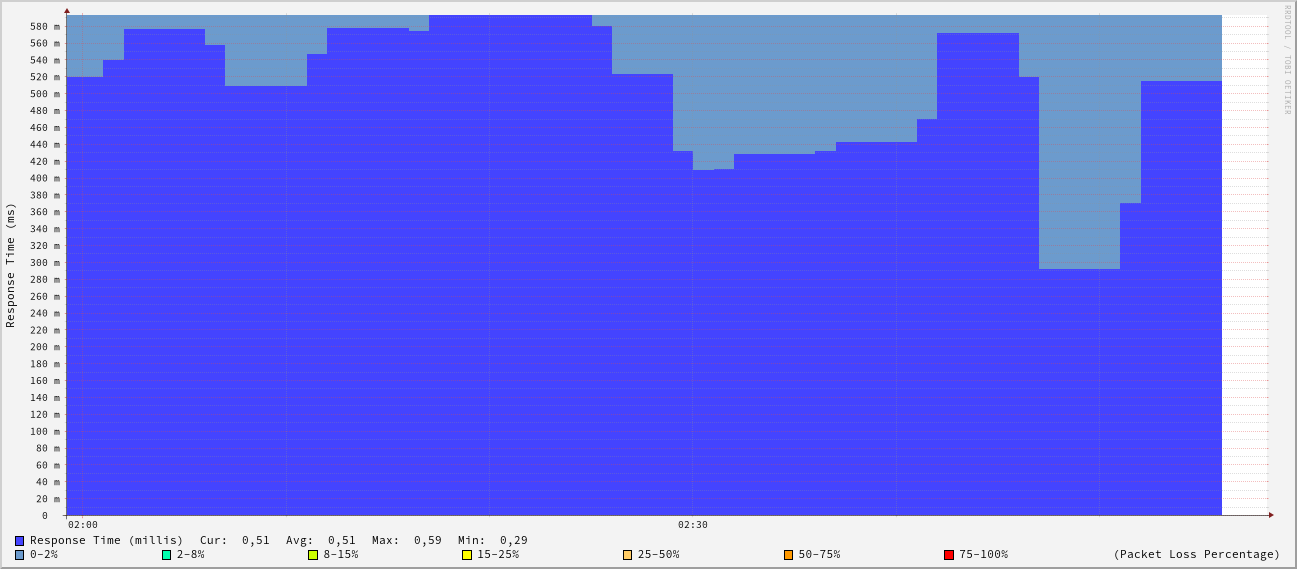 RRDTOOL / TOBI OETIKER
Response Time (ms)
580 m
560 m
540 m
520 m
500 m
480 m
460 m
440 m
420 m
400 m
380 m
360 m
340 m
320 m
300 m
280 m
260 m
240 m
220 m
200 m
180 m
160 m
140 m
120 m
100 m
80 m
60 m
40 m
20 m
0
02:00 02:30
Response Time (millis) Cur: 0,51 Avg: 0,51 Max: 0,59 Min: 0,29
0-2% 2-8% 8-15% 15-25% 25-50% 50-75% 75-100% (Packet Loss Percentage)